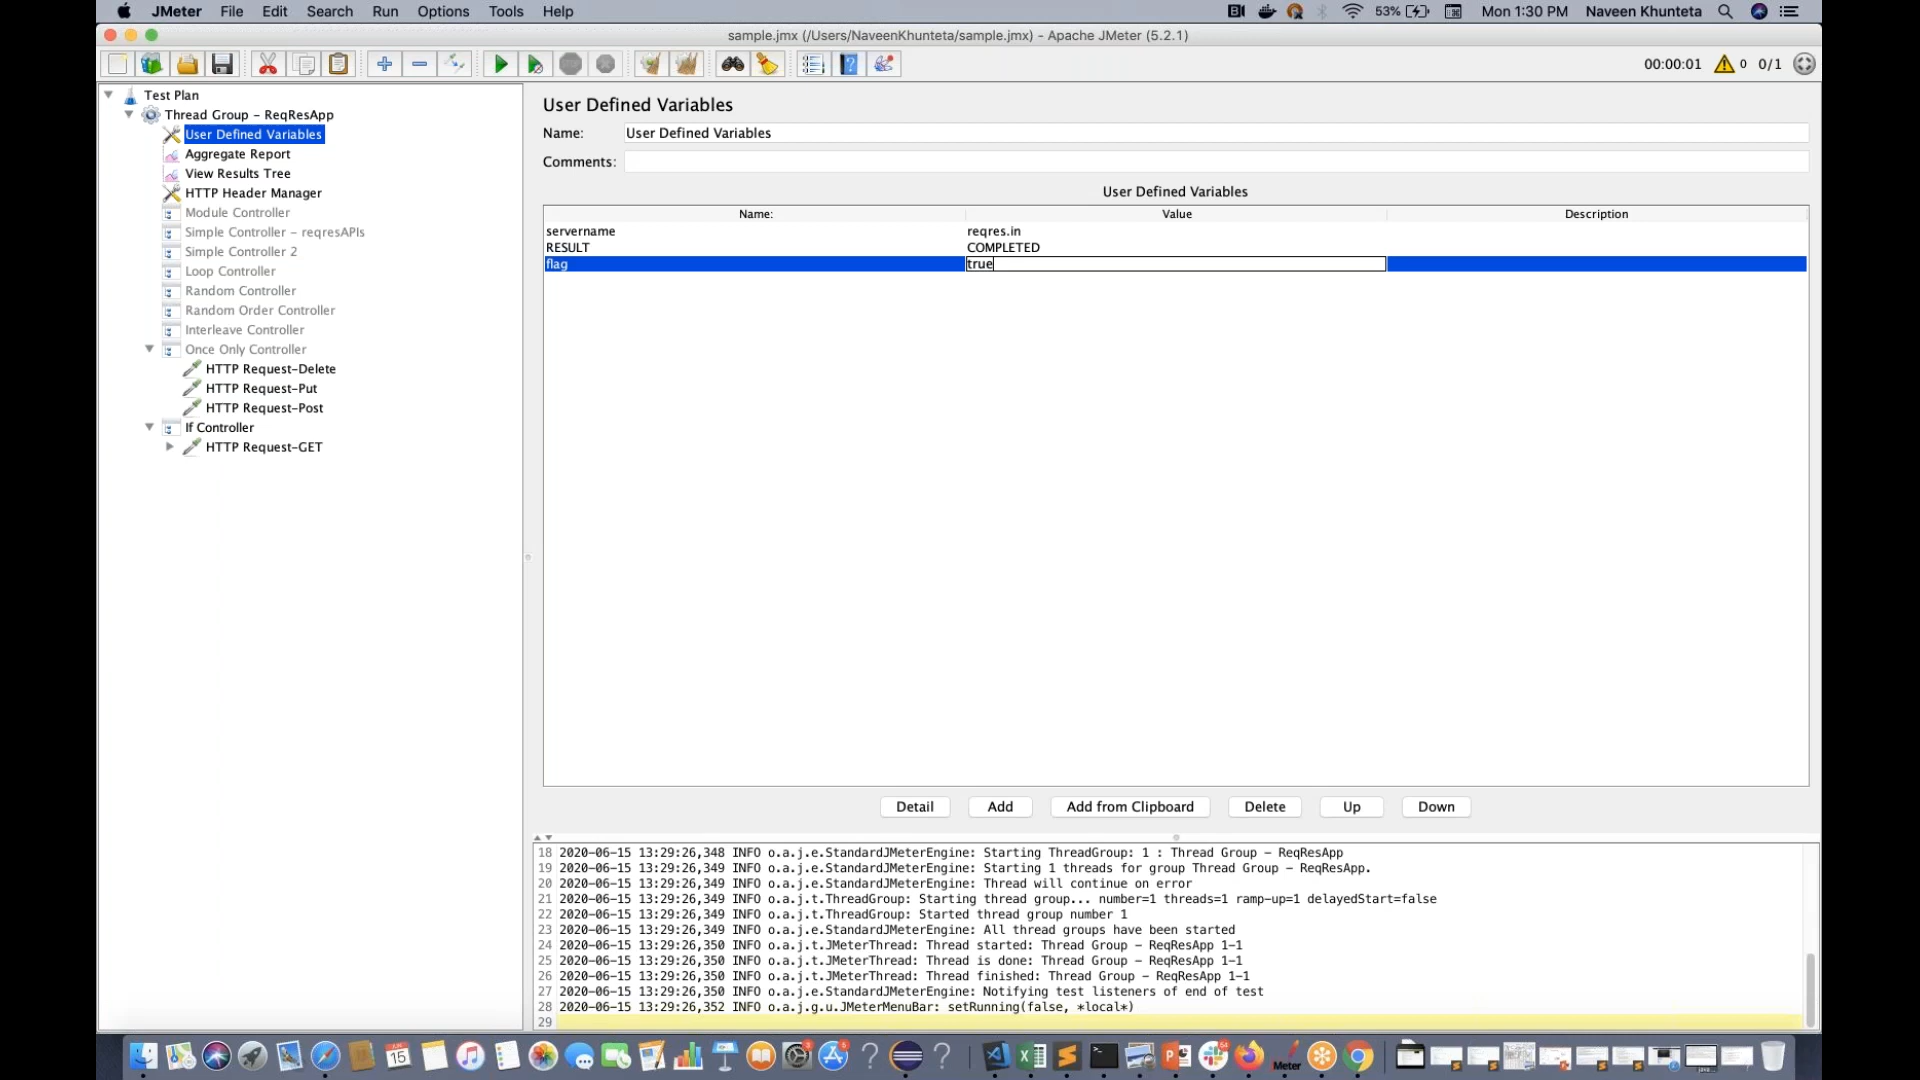 JMeter File Edit Search Run Options Tools Help 53% Mon 1:30 PM Naveen Khunteta
sample.jmx (/Users/NaveenKhunteta/sample.jmx) - Apache JMeter (5.2.1)
00:00:01 0 0/1
Test Plan
Thread Group - ReqResApp
User Defined Variables
Aggregate Report
View Results Tree
HTTP Header Manager
Module Controller
Simple Controller - reqresAPIs
Simple Controller 2
Loop Controller
Random Controller
Random Order Controller
Interleave Controller
Once Only Controller
HTTP Request-Delete
HTTP Request-Put
HTTP Request-Post
If Controller
HTTP Request-GET
User Defined Variables
Name: User Defined Variables
Comments:
User Defined Variables
Name: Value Description
servername reqres.in
RESULT COMPLETED
flag true
Detail Add Add from Clipboard Delete Up Down
18 2020-06-15 13:29:26,348 INFO o.a.j.e.StandardJMeterEngine: Starting ThreadGroup: 1 : Thread Group - ReqResApp
19 2020-06-15 13:29:26,349 INFO o.a.j.e.StandardJMeterEngine: Starting 1 threads for group Thread Group - ReqResApp.
20 2020-06-15 13:29:26,349 INFO o.a.j.e.StandardJMeterEngine: Thread will continue on error
21 2020-06-15 13:29:26,349 INFO o.a.j.t.ThreadGroup: Starting thread group... number=1 threads=1 ramp-up=1 delayedStart=false
22 2020-06-15 13:29:26,349 INFO o.a.j.t.ThreadGroup: Started thread group number 1
23 2020-06-15 13:29:26,349 INFO o.a.j.e.StandardJMeterEngine: All thread groups have been started
24 2020-06-15 13:29:26,350 INFO o.a.j.t.JMeterThread: Thread started: Thread Group - ReqResApp 1-1
25 2020-06-15 13:29:26,350 INFO o.a.j.t.JMeterThread: Thread is done: Thread Group - ReqResApp 1-1
26 2020-06-15 13:29:26,350 INFO o.a.j.t.JMeterThread: Thread finished: Thread Group - ReqResApp 1-1
27 2020-06-15 13:29:26,350 INFO o.a.j.e.StandardJMeterEngine: Notifying test listeners of end of test
28 2020-06-15 13:29:26,352 INFO o.a.j.g.u.JMeterMenuBar: setRunning(false, *local*)
29
15
Meter